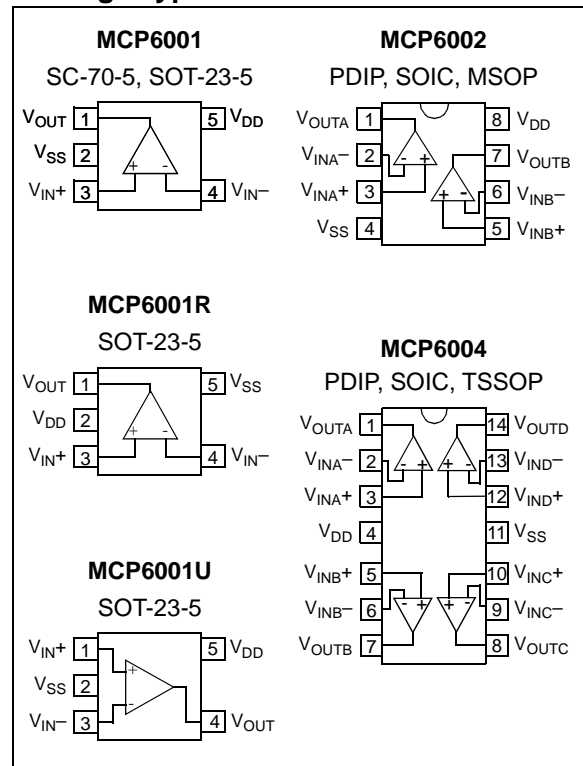 MCP6001
SC-70-5, SOT-23-5
VOUT 1 5 VDD
VSS 2
VIN+ 3 4 VIN–
+ -
MCP6002
PDIP, SOIC, MSOP
VOUTA 1 8 VDD
VINA– 2 7 VOUTB
VINA+ 3 6 VINB–
VSS 4 5 VINB+
- +
+ -
MCP6001R
SOT-23-5
VOUT 1 5 VSS
VDD 2
VIN+ 3 4 VIN–
+ -
MCP6004
PDIP, SOIC, TSSOP
VOUTA 1 14 VOUTD
VINA– 2 13 VIND–
VINA+ 3 12 VIND+
VDD 4 11 VSS
VINB+ 5 10 VINC+
VINB– 6 9 VINC–
VOUTB 7 8 VOUTC
- + + -
- + + -
MCP6001U
SOT-23-5
VIN+ 1 5 VDD
VSS 2
VIN– 3 4 VOUT
+
-